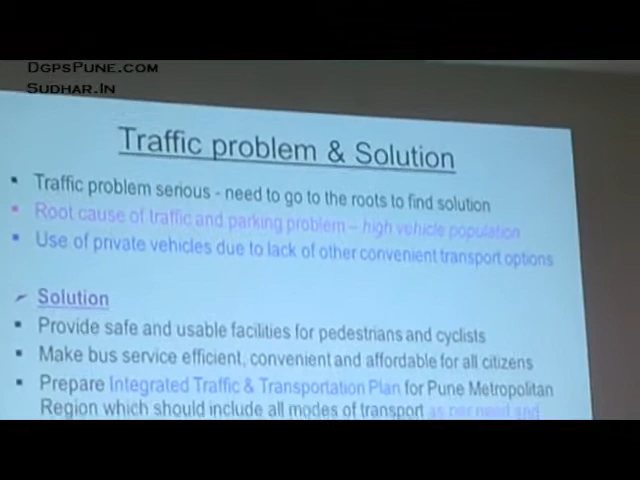 DGPSPUNE.COM
SUDHAR.IN
Traffic problem & Solution
▪ Traffic problem serious - need to go to the roots to find solution
▪ Root cause of traffic and parking problem – high vehicle population
▪ Use of private vehicles due to lack of other convenient transport options
➢ Solution
▪ Provide safe and usable facilities for pedestrians and cyclists
▪ Make bus service efficient, convenient and affordable for all citizens
▪ Prepare Integrated Traffic & Transportation Plan for Pune Metropolitan
Region which should include all modes of transport as per need and